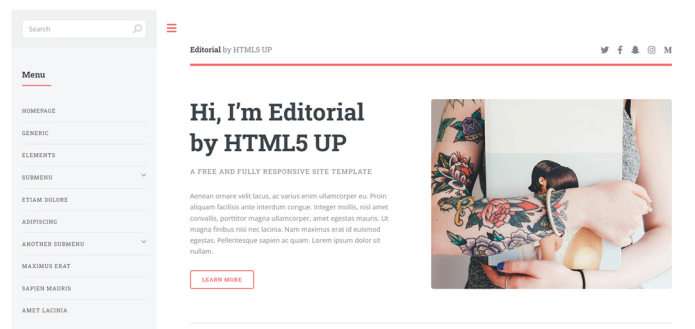 Search
Menu
HOMEPAGE
GENERIC
ELEMENTS
SUBMENU
ETIAM DOLORE
ADIPISCING
ANOTHER SUBMENU
MAXIMUS ERAT
SAPIEN MAURIS
AMET LACINIA
Editorial by HTML5 UP
Hi, I'm Editorial
by HTML5 UP
A FREE AND FULLY RESPONSIVE SITE TEMPLATE
Aenean ornare velit lacus, ac varius enim ullamcorper eu. Proin
aliquam facilisis ante interdum congue. Integer mollis, nisl amet
convallis, porttitor magna ullamcorper, amet egestas mauris. Ut
magna finibus nisi nec lacinia. Nam maximus erat id euismod
egestas. Pellentesque sapien ac quam. Lorem ipsum dolor sit
nullam.
LEARN MORE